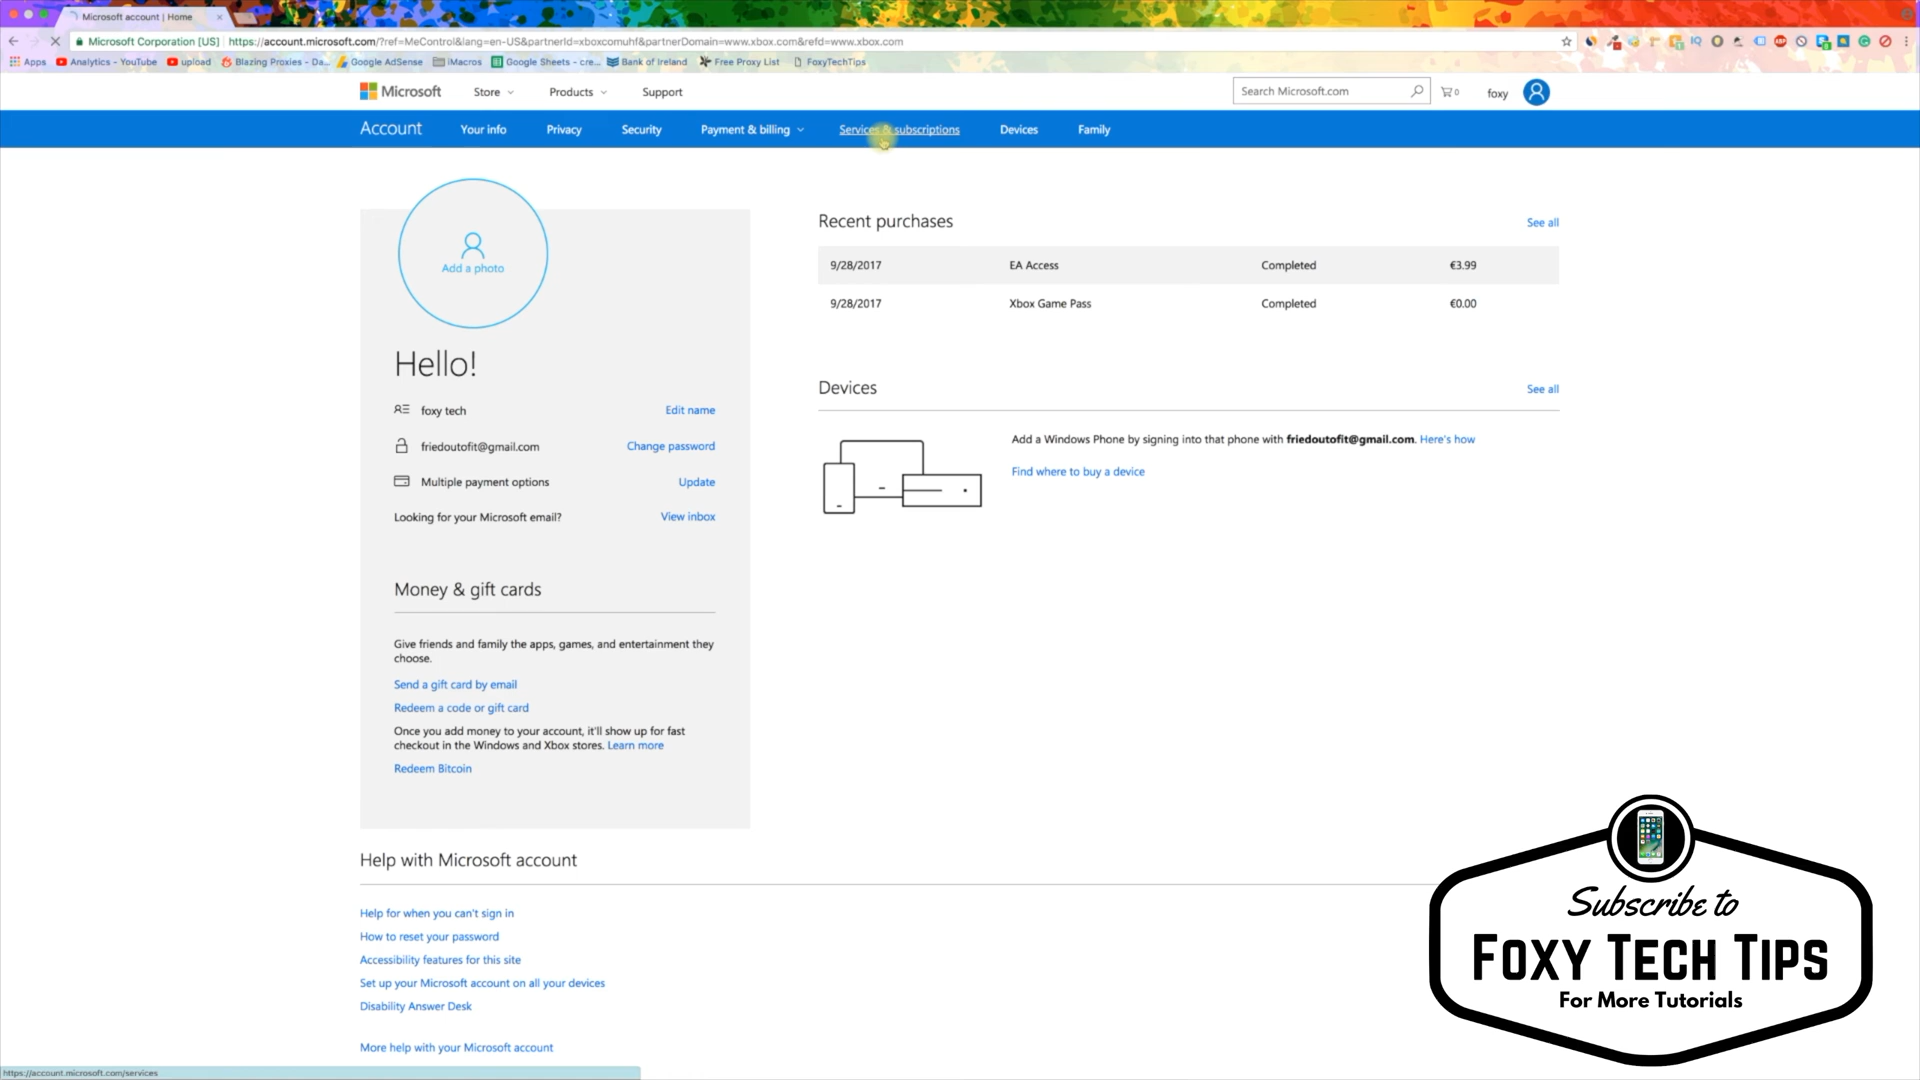 Microsoft account | Home
Microsoft Corporation [US] https://account.microsoft.com/?ref=MeControl&lang=en-US&partnerId=xboxcomuhf&partnerDomain=www.xbox.com&refd=www.xbox.com
Apps Analytics - YouTube upload Blazing Proxies - Da... Google AdSense iMacros Google Sheets - cre... Bank of Ireland Free Proxy List FoxyTechTips
Microsoft Store Products Support Search Microsoft.com 0 foxy
Account Your info Privacy Security Payment & billing Services & subscriptions Devices Family
Add a photo
Hello!
foxy tech Edit name
friedoutofit@gmail.com Change password
Multiple payment options Update
Looking for your Microsoft email? View inbox
Money & gift cards
Give friends and family the apps, games, and entertainment they
choose.
Send a gift card by email
Redeem a code or gift card
Once you add money to your account, it'll show up for fast
checkout in the Windows and Xbox stores. Learn more
Redeem Bitcoin
Recent purchases See all
9/28/2017 EA Access Completed €3.99
9/28/2017 Xbox Game Pass Completed €0.00
Devices See all
Add a Windows Phone by signing into that phone with friedoutofit@gmail.com. Here's how
Find where to buy a device
Help with Microsoft account
Help for when you can't sign in
How to reset your password
Accessibility features for this site
Set up your Microsoft account on all your devices
Disability Answer Desk
More help with your Microsoft account
https://account.microsoft.com/services
Subscribe to
Foxy Tech Tips
For More Tutorials